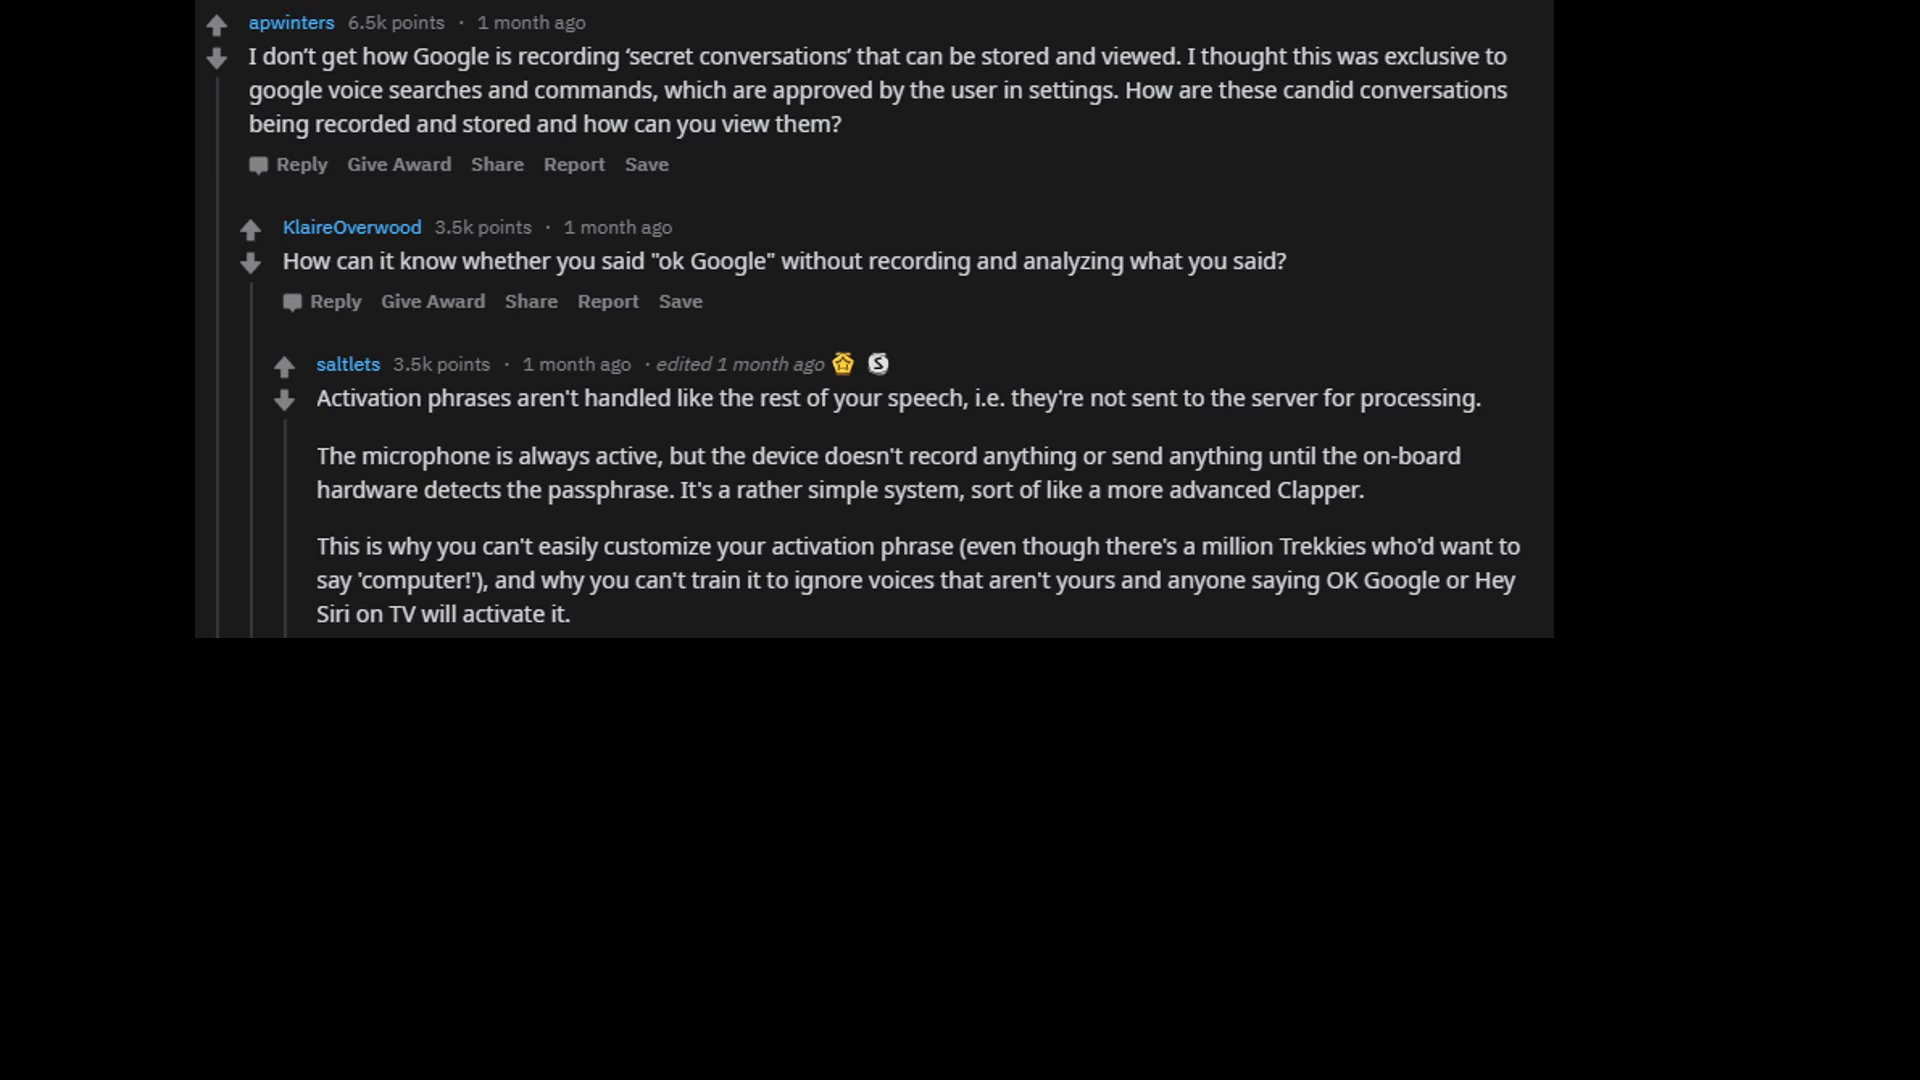 apwinters 6.5k points · 1 month ago
I don’t get how Google is recording ‘secret conversations’ that can be stored and viewed. I thought this was exclusive to
google voice searches and commands, which are approved by the user in settings. How are these candid conversations
being recorded and stored and how can you view them?
Reply Give Award Share Report Save
KlaireOverwood 3.5k points · 1 month ago
How can it know whether you said "ok Google" without recording and analyzing what you said?
Reply Give Award Share Report Save
saltlets 3.5k points · 1 month ago · edited 1 month ago S
Activation phrases aren't handled like the rest of your speech, i.e. they're not sent to the server for processing.
The microphone is always active, but the device doesn't record anything or send anything until the on-board
hardware detects the passphrase. It's a rather simple system, sort of like a more advanced Clapper.
This is why you can't easily customize your activation phrase (even though there's a million Trekkies who'd want to
say 'computer!'), and why you can't train it to ignore voices that aren't yours and anyone saying OK Google or Hey
Siri on TV will activate it.